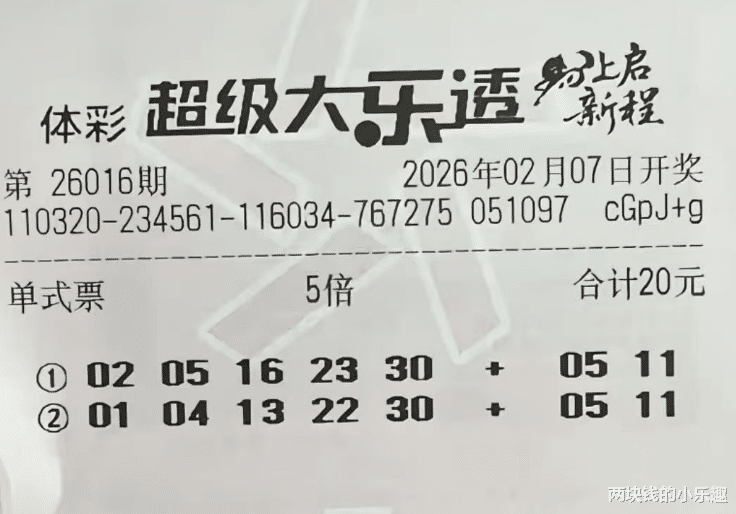 体彩 超级大乐透 马上启
新程
第 26016期 2026年02月07日开奖
110320-234561-116034-767275 051097 cGpJ+g
单式票 5倍 合计20元
① 02 05 16 23 30 + 05 11
② 01 04 13 22 30 + 05 11
两块钱的小乐趣